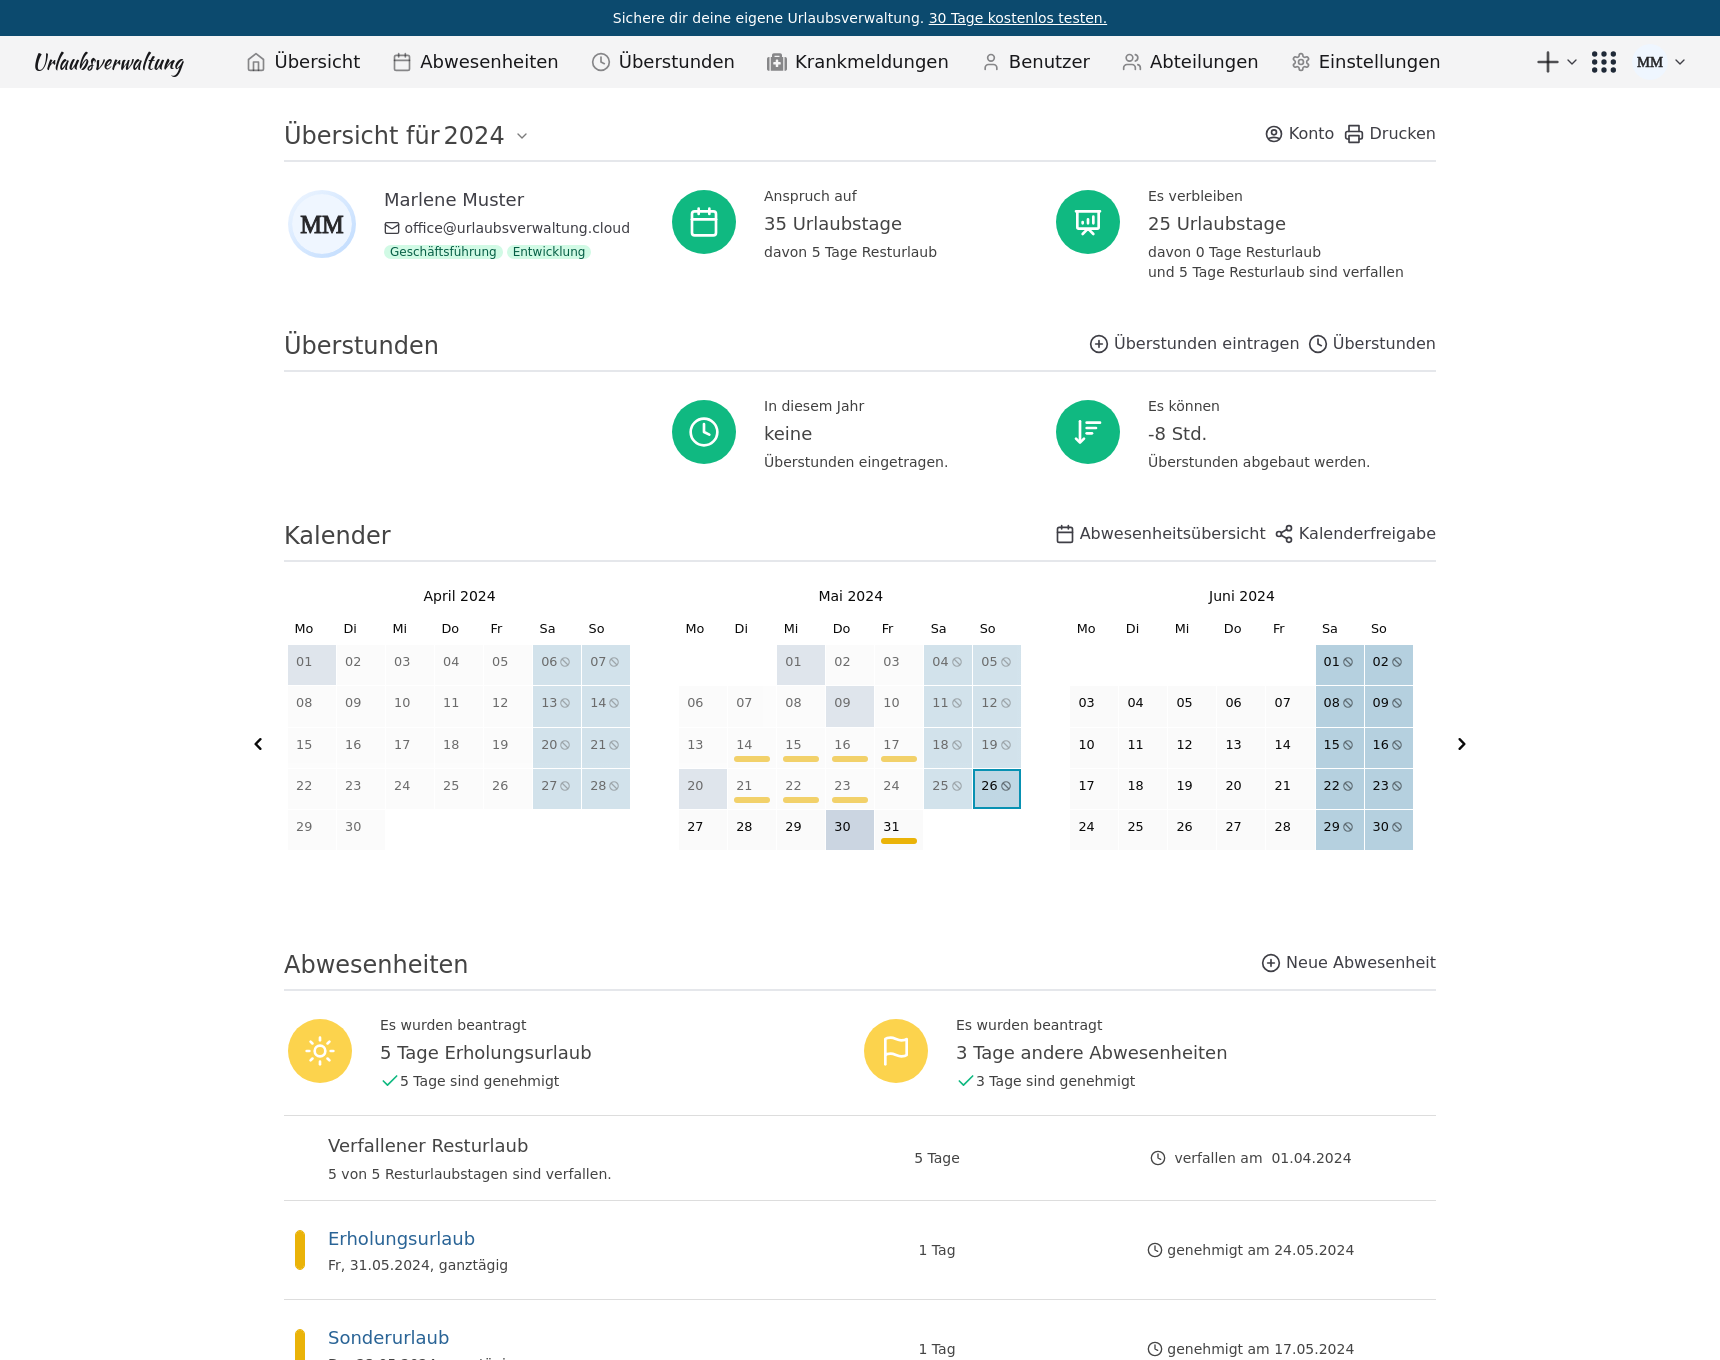 Sichere dir deine eigene Urlaubsverwaltung. 30 Tage kostenlos testen.
Urlaubsverwaltung Übersicht Abwesenheiten Überstunden Krankmeldungen Benutzer Abteilungen Einstellungen MM
Übersicht für 2024 Konto Drucken
MM
Marlene Muster
office@urlaubsverwaltung.cloud
Geschäftsführung Entwicklung
Anspruch auf
35 Urlaubstage
davon 5 Tage Resturlaub
Es verbleiben
25 Urlaubstage
davon 0 Tage Resturlaub
und 5 Tage Resturlaub sind verfallen
Überstunden Überstunden eintragen Überstunden
In diesem Jahr
keine
Überstunden eingetragen.
Es können
-8 Std.
Überstunden abgebaut werden.
Kalender Abwesenheitsübersicht Kalenderfreigabe
April 2024
Mo Di Mi Do Fr Sa So
01 02 03 04 05 06 07
08 09 10 11 12 13 14
15 16 17 18 19 20 21
22 23 24 25 26 27 28
29 30
Mai 2024
Mo Di Mi Do Fr Sa So
01 02 03 04 05
06 07 08 09 10 11 12
13 14 15 16 17 18 19
20 21 22 23 24 25 26
27 28 29 30 31
Juni 2024
Mo Di Mi Do Fr Sa So
01 02
03 04 05 06 07 08 09
10 11 12 13 14 15 16
17 18 19 20 21 22 23
24 25 26 27 28 29 30
Abwesenheiten Neue Abwesenheit
Es wurden beantragt
5 Tage Erholungsurlaub
5 Tage sind genehmigt
Es wurden beantragt
3 Tage andere Abwesenheiten
3 Tage sind genehmigt
Verfallener Resturlaub
5 von 5 Resturlaubstagen sind verfallen.
5 Tage
verfallen am 01.04.2024
Erholungsurlaub
Fr, 31.05.2024, ganztägig
1 Tag
genehmigt am 24.05.2024
Sonderurlaub
1 Tag
genehmigt am 17.05.2024